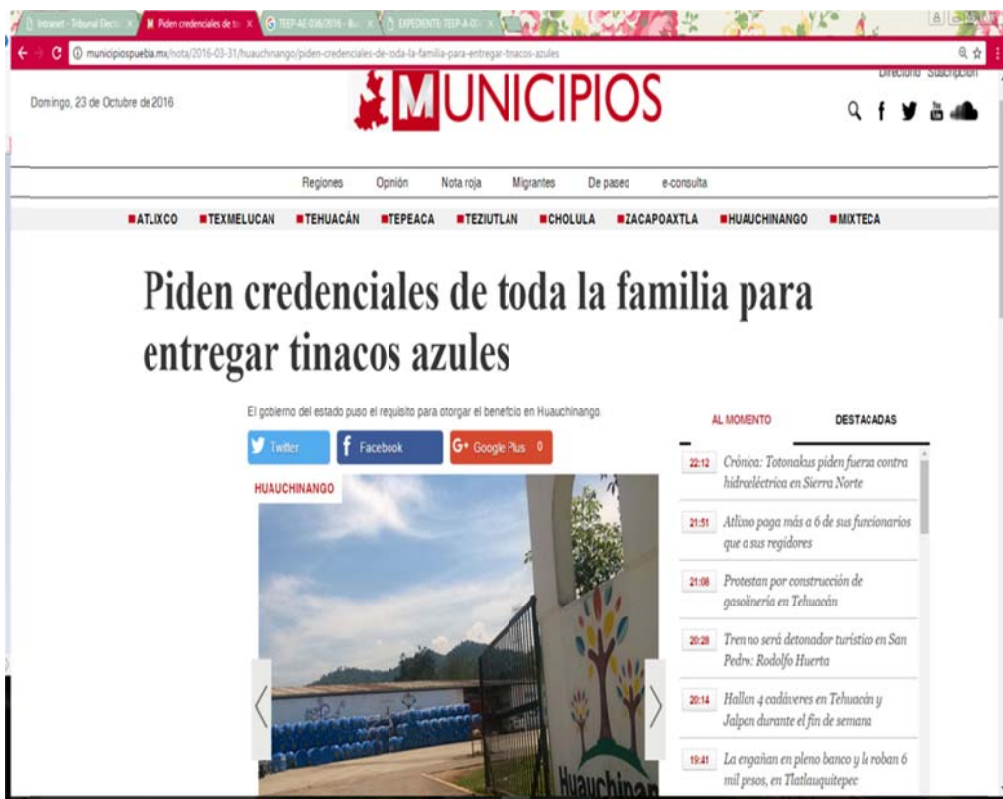 Intranet - Tribunal Electo
Piden credenciales de to
TEEP-AE-036/2016 - Bu
EXPEDIENTE: TEEP-A-0
municipiospueba.mx/nota/2016-03-31/huauchinango/piden-credenciales-de-toda-la-familia-para-entregar-tinacos-azules
Directorio Suscripción
Domingo, 23 de Octubre de 2016
MUNICIPIOS
Regiones Opnión Nota roja Migrantes De paseo e-consulta
ATLIXCO TEXMELUCAN TEHUACÁN TEPEACA TEZIUTLAN CHOLULA ZACAPOAXTLA HUAUCHINANGO MIXTECA
Piden credenciales de toda la familia para
entregar tinacos azules
El gobierno del estado puso el requisito para otorgar el benefcio en Huauchinango.
Twitter
Facebook
G+ Google Plus 0
HUAUCHINANGO
Huauchinan
AL MOMENTO DESTACADAS
22:12 Crónica: Totonakus piden fuerza contra
hidroeléctrica en Sierra Norte
21:51 Atlixo paga más a 6 de sus funcionarios
que a sus regidores
21:08 Protestan por construcción de
gasolinería en Tehuacán
20:28 Tren no será detonador turístico en San
Pedro: Rodolfo Huerta
20:14 Hallan 4 cadáveres en Tehuacán y
Jalpan durante el fin de semana
19:41 La engañan en pleno banco y le roban 6
mil pesos, en Tlatlauquitepec